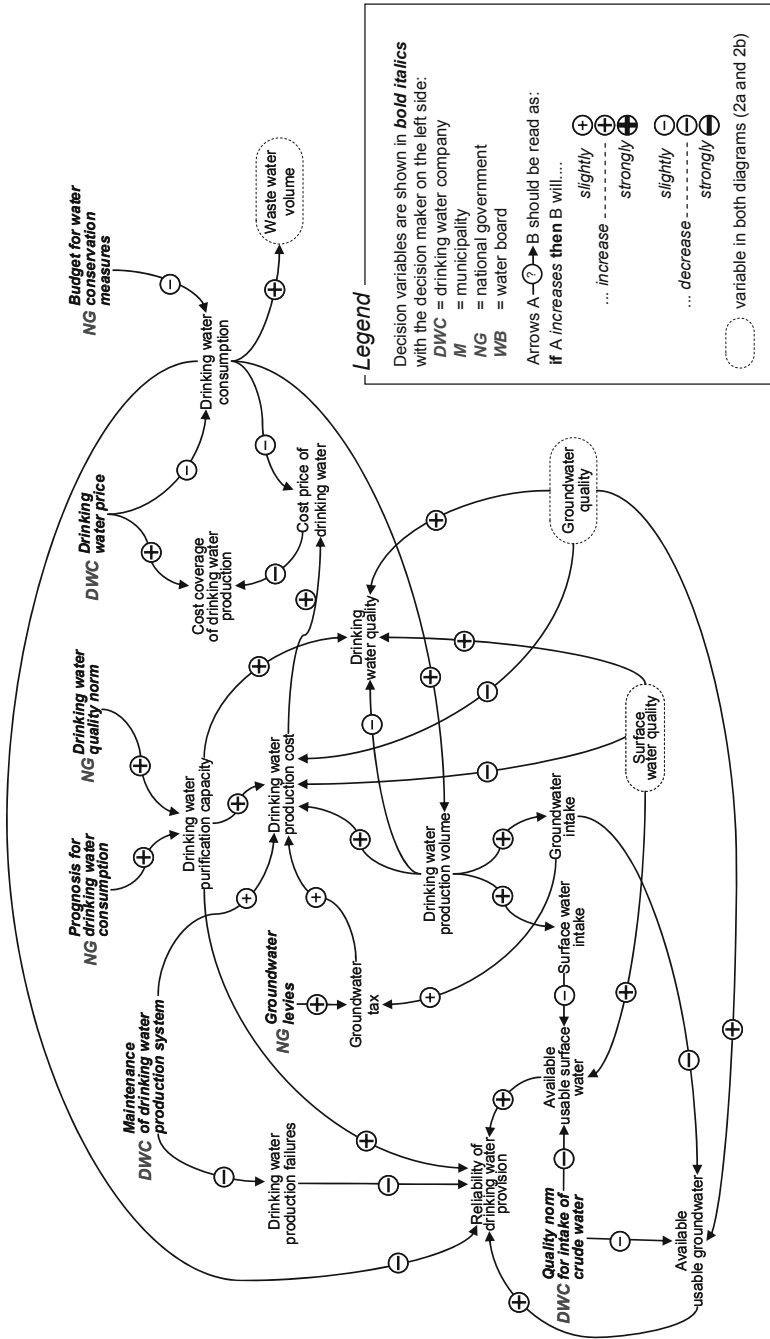 Maintenance
of drinking water
DWC production system
Prognosis for
drinking water
NG consumption
Drinking water
NG quality norm
DWC Drinking
water price
Budget for water
NG conservation
measures
Drinking water
production failures
Groundwater
NG levies
Groundwater
tax
Drinking water
purification capacity
Drinking water
production cost
Cost coverage
of drinking water
production
Cost price of
drinking water
Drinking water
consumption
Waste water
volume
Drinking
water quality
Reliability of
drinking water
provision
Drinking water
production volume
Quality norm
DWC for intake of
crude water
Available
usable surface
water
Surface water
intake
Groundwater
intake
Surface
water quality
Groundwater
quality
Available
usable groundwater
Legend
Decision variables are shown in bold italics
with the decision maker on the left side:
DWC = drinking water company
M = municipality
NG = national government
WB = water board
Arrows A ? B should be read as:
if A increases then B will....
slightly +
... increase --------- +
strongly +
slightly −
... decrease --------- −
strongly −
variable in both diagrams (2a and 2b)